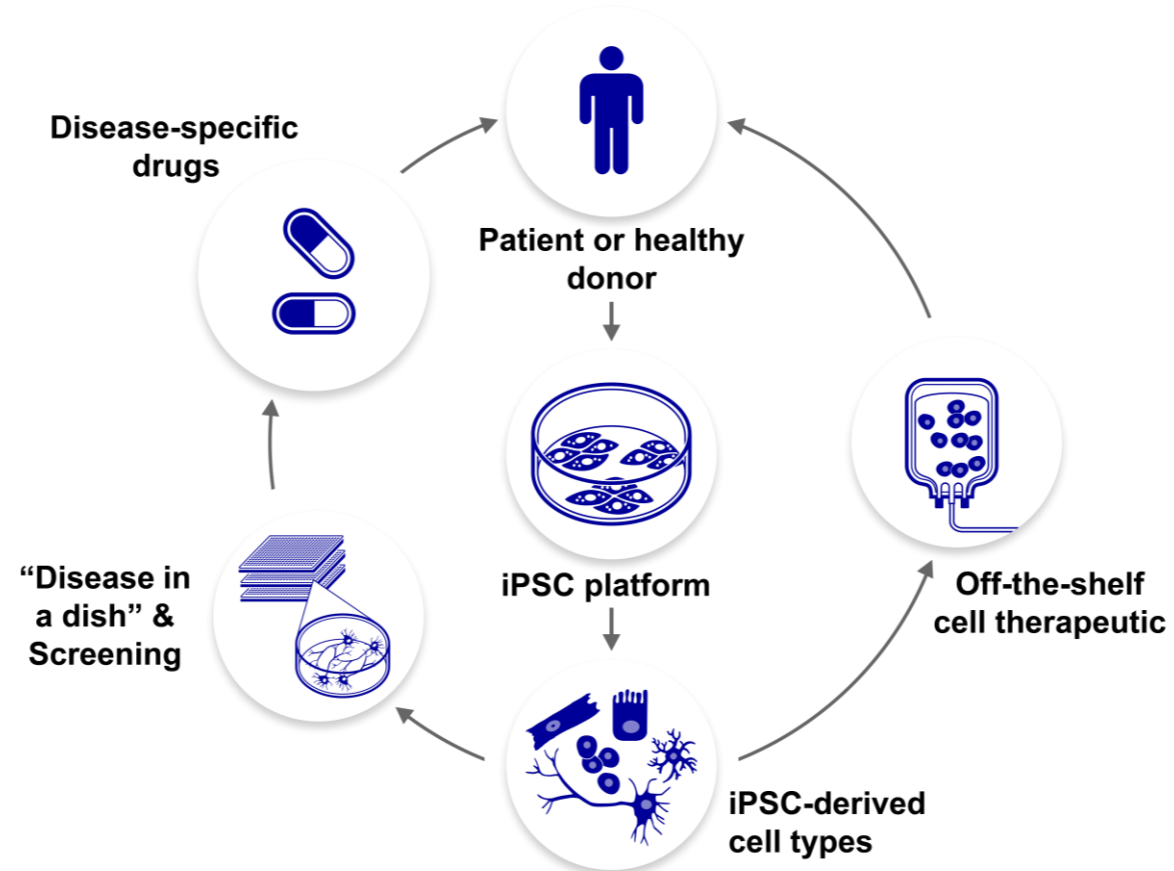 Disease-specific
drugs
Patient or healthy
donor
iPSC platform
“Disease in
a dish” &
Screening
Off-the-shelf
cell therapeutic
iPSC-derived
cell types